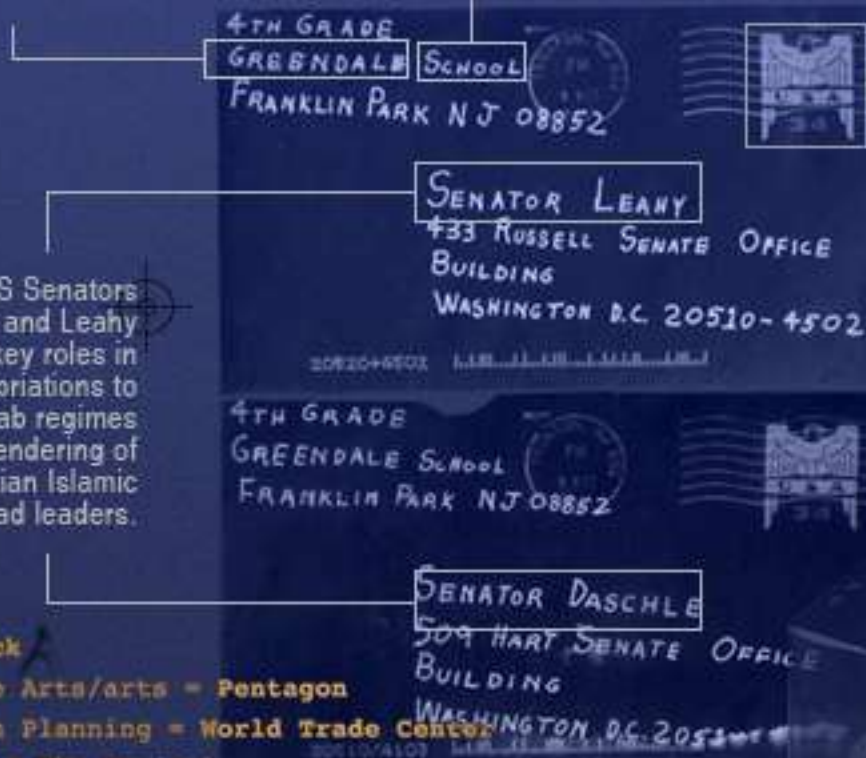 4TH GRADE
GREENDALE SCHOOL
FRANKLIN PARK NJ 08852
SENATOR LEAHY
433 RUSSELL SENATE OFFICE
BUILDING
WASHINGTON D.C. 20510-4502
20520+6502
S Senators
and Leahy
key roles in
priations to
ab regimes
endering of
ian Islamic
ad leaders.
4TH GRADE
GREENDALE SCHOOL
FRANKLIN PARK NJ 08852
SENATOR DASCHLE
509 HART SENATE OFFICE
BUILDING
WASHINGTON D.C.
ck
Arts/arts = Pentagon
Planning = World Trade Center